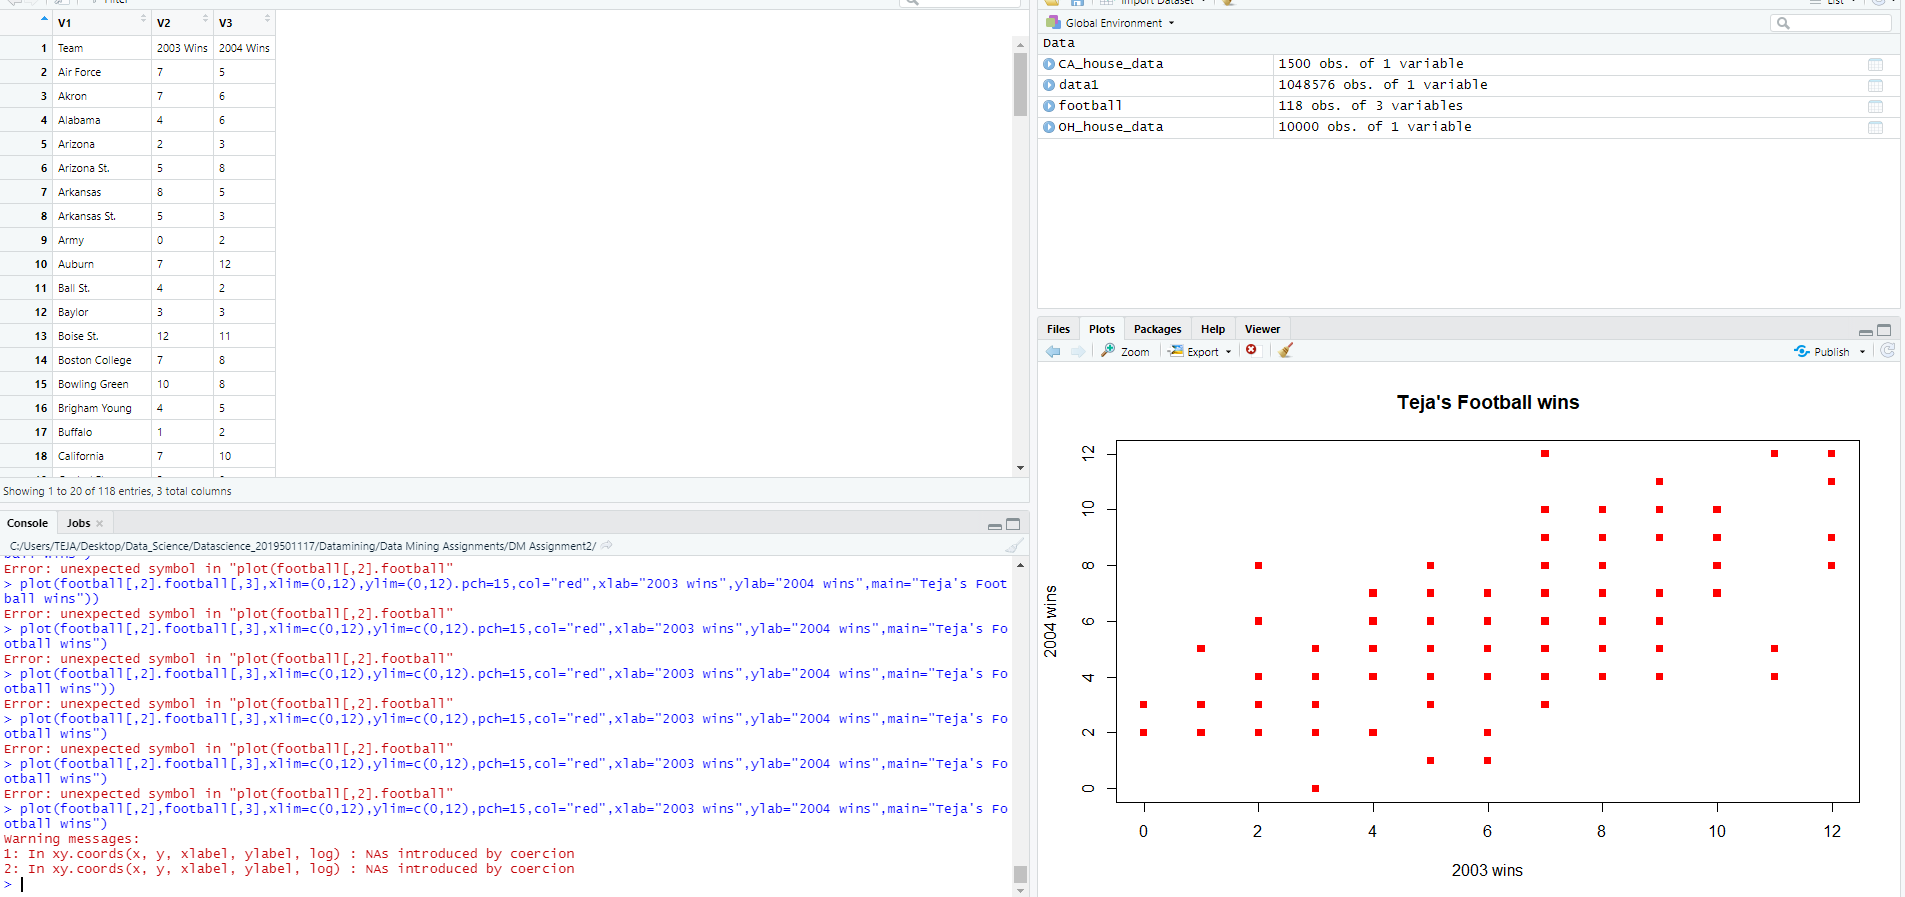 Filter
V1 V2 V3
1 Team 2003 Wins 2004 Wins
2 Air Force 7 5
3 Akron 7 6
4 Alabama 4 6
5 Arizona 2 3
6 Arizona St. 5 8
7 Arkansas 8 5
8 Arkansas St. 5 3
9 Army 0 2
10 Auburn 7 12
11 Ball St. 4 2
12 Baylor 3 3
13 Boise St. 12 11
14 Boston College 7 8
15 Bowling Green 10 8
16 Brigham Young 4 5
17 Buffalo 1 2
18 California 7 10
Showing 1 to 20 of 118 entries, 3 total columns
Console Jobs
C:/Users/TEJA/Desktop/Data_Science/Datascience_2019501117/Datamining/Data Mining Assignments/DM Assignment2/
ball wins")
Error: unexpected symbol in "plot(football[,2].football"
> plot(football[,2].football[,3],xlim=(0,12),ylim=(0,12).pch=15,col="red",xlab="2003 wins",ylab="2004 wins",main="Teja's Foot
ball wins"))
Error: unexpected symbol in "plot(football[,2].football"
> plot(football[,2].football[,3],xlim=c(0,12),ylim=c(0,12).pch=15,col="red",xlab="2003 wins",ylab="2004 wins",main="Teja's Fo
otball wins")
Error: unexpected symbol in "plot(football[,2].football"
> plot(football[,2].football[,3],xlim=c(0,12),ylim=c(0,12).pch=15,col="red",xlab="2003 wins",ylab="2004 wins",main="Teja's Fo
otball wins"))
Error: unexpected symbol in "plot(football[,2].football"
> plot(football[,2].football[,3],xlim=c(0,12),ylim=c(0,12),pch=15,col="red",xlab="2003 wins",ylab="2004 wins",main="Teja's Fo
otball wins")
Error: unexpected symbol in "plot(football[,2].football"
> plot(football[,2].football[,3],xlim=c(0,12),ylim=c(0,12),pch=15,col="red",xlab="2003 wins",ylab="2004 wins",main="Teja's Fo
otball wins")
Error: unexpected symbol in "plot(football[,2].football"
> plot(football[,2],football[,3],xlim=c(0,12),ylim=c(0,12),pch=15,col="red",xlab="2003 wins",ylab="2004 wins",main="Teja's Fo
otball wins")
Warning messages:
1: In xy.coords(x, y, xlabel, ylabel, log) : NAs introduced by coercion
2: In xy.coords(x, y, xlabel, ylabel, log) : NAs introduced by coercion
>
Import Dataset List
Global Environment
Data
CA_house_data 1500 obs. of 1 variable
data1 1048576 obs. of 1 variable
football 118 obs. of 3 variables
OH_house_data 10000 obs. of 1 variable
Files Plots Packages Help Viewer
Zoom Export Publish
Teja's Football wins
12
10
8
6
4
2
0
2004 wins
0 2 4 6 8 10 12
2003 wins